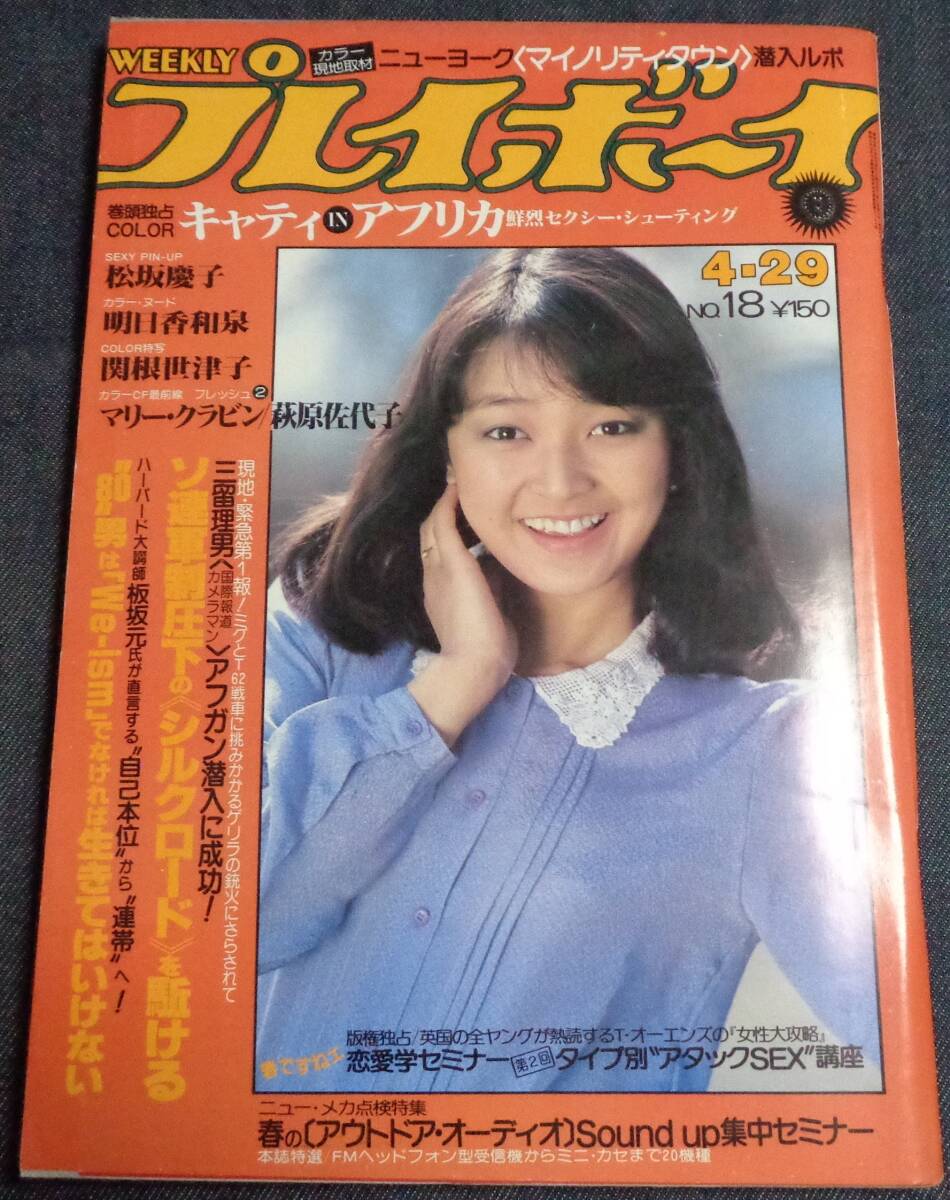 WEEKLY
カラー
現地取材
ニューヨーク〈マイノリティタウン〉潜入ルポ
プレイボーイ
巻頭独占
COLOR
キャティINアフリカ鮮烈セクシー・シューティング
SEXY PIN-UP
松坂慶子
カラー・ヌード
明日香和泉
COLOR特写
関根世津子
カラーCF最前線 フレッシュ2
マリー・クラビン/萩原佐代子
4・29
NO.18 ¥150
現地・緊急第1報!ミグとT62戦車に挑みかかるゲリラの銃火にさらされて
三留理男〈国際報道カメラマン〉アフガン潜入に成功!
ソ連軍制圧下の《シルクロード》を駈ける
ハーバード大講師 板坂元氏が直言する"自己本位"から"連帯"へ!
"80"男は「We-ism」でなければ生きてはいけない
版権独占/英国の全ヤングが熱読するT・オーエンズの『女性大攻略』
春ですねェ
恋愛学セミナー第2回タイプ別"アタックSEX"講座
ニュー・メカ点検特集
春の〔アウトドア・オーディオ〕Sound up集中セミナー
本誌特選/FMヘッドフォン型受信機からミニ・カセまで20機種